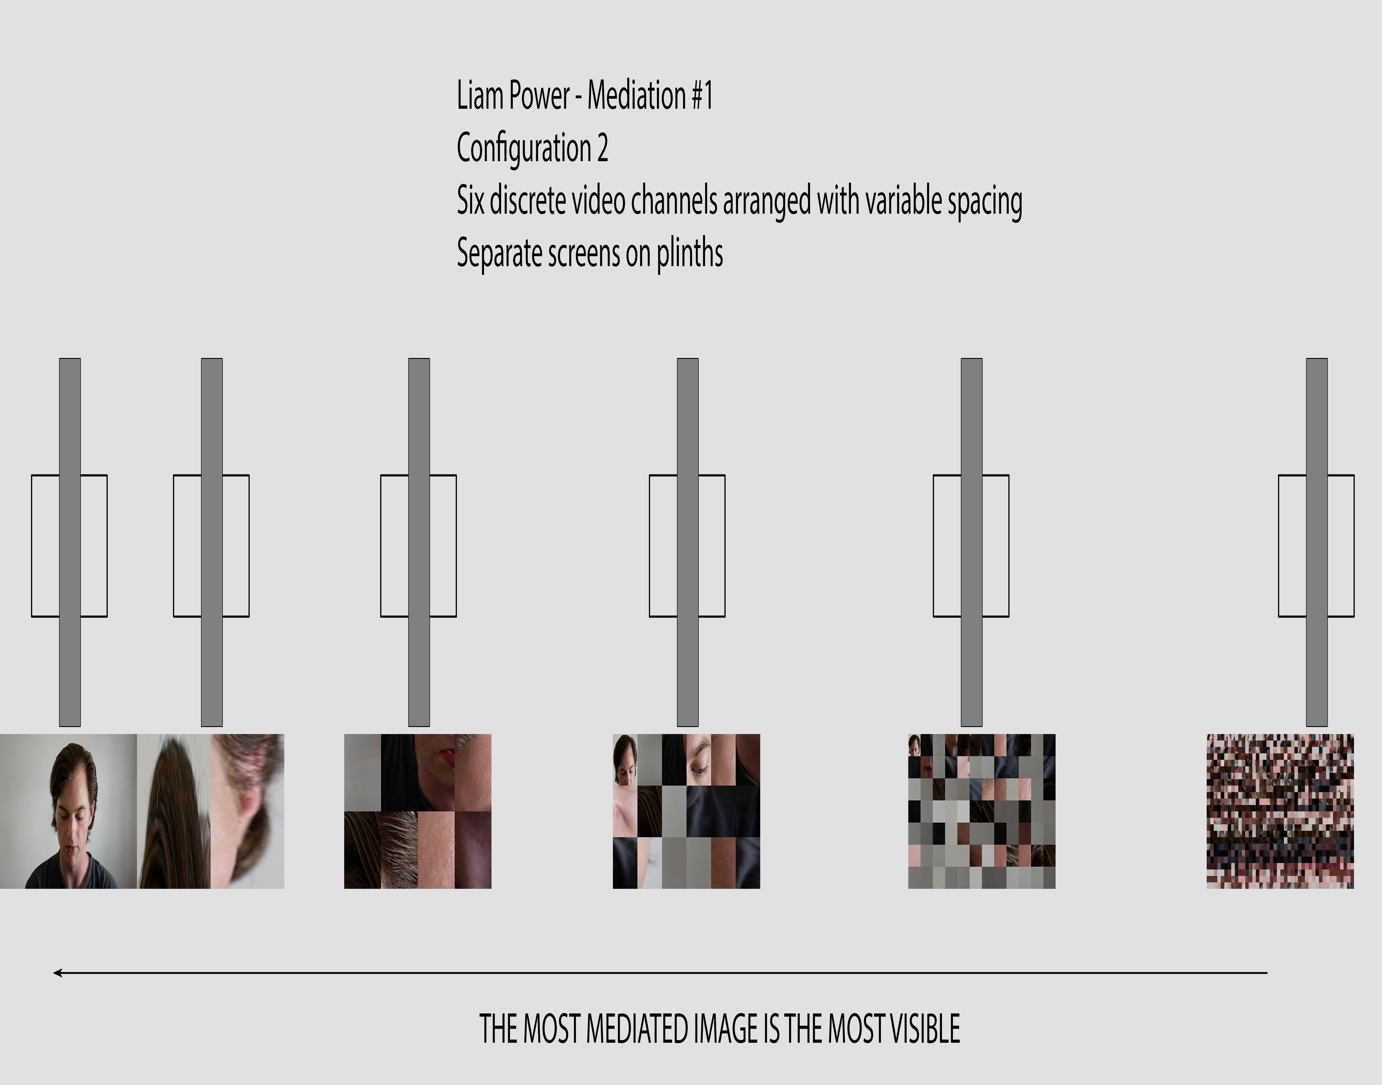 Liam Power - Mediation #1
Configuration 2
Six discrete video channels arranged with variable spacing
Separate screens on plinths
THE MOST MEDIATED IMAGE IS THE MOST VISIBLE